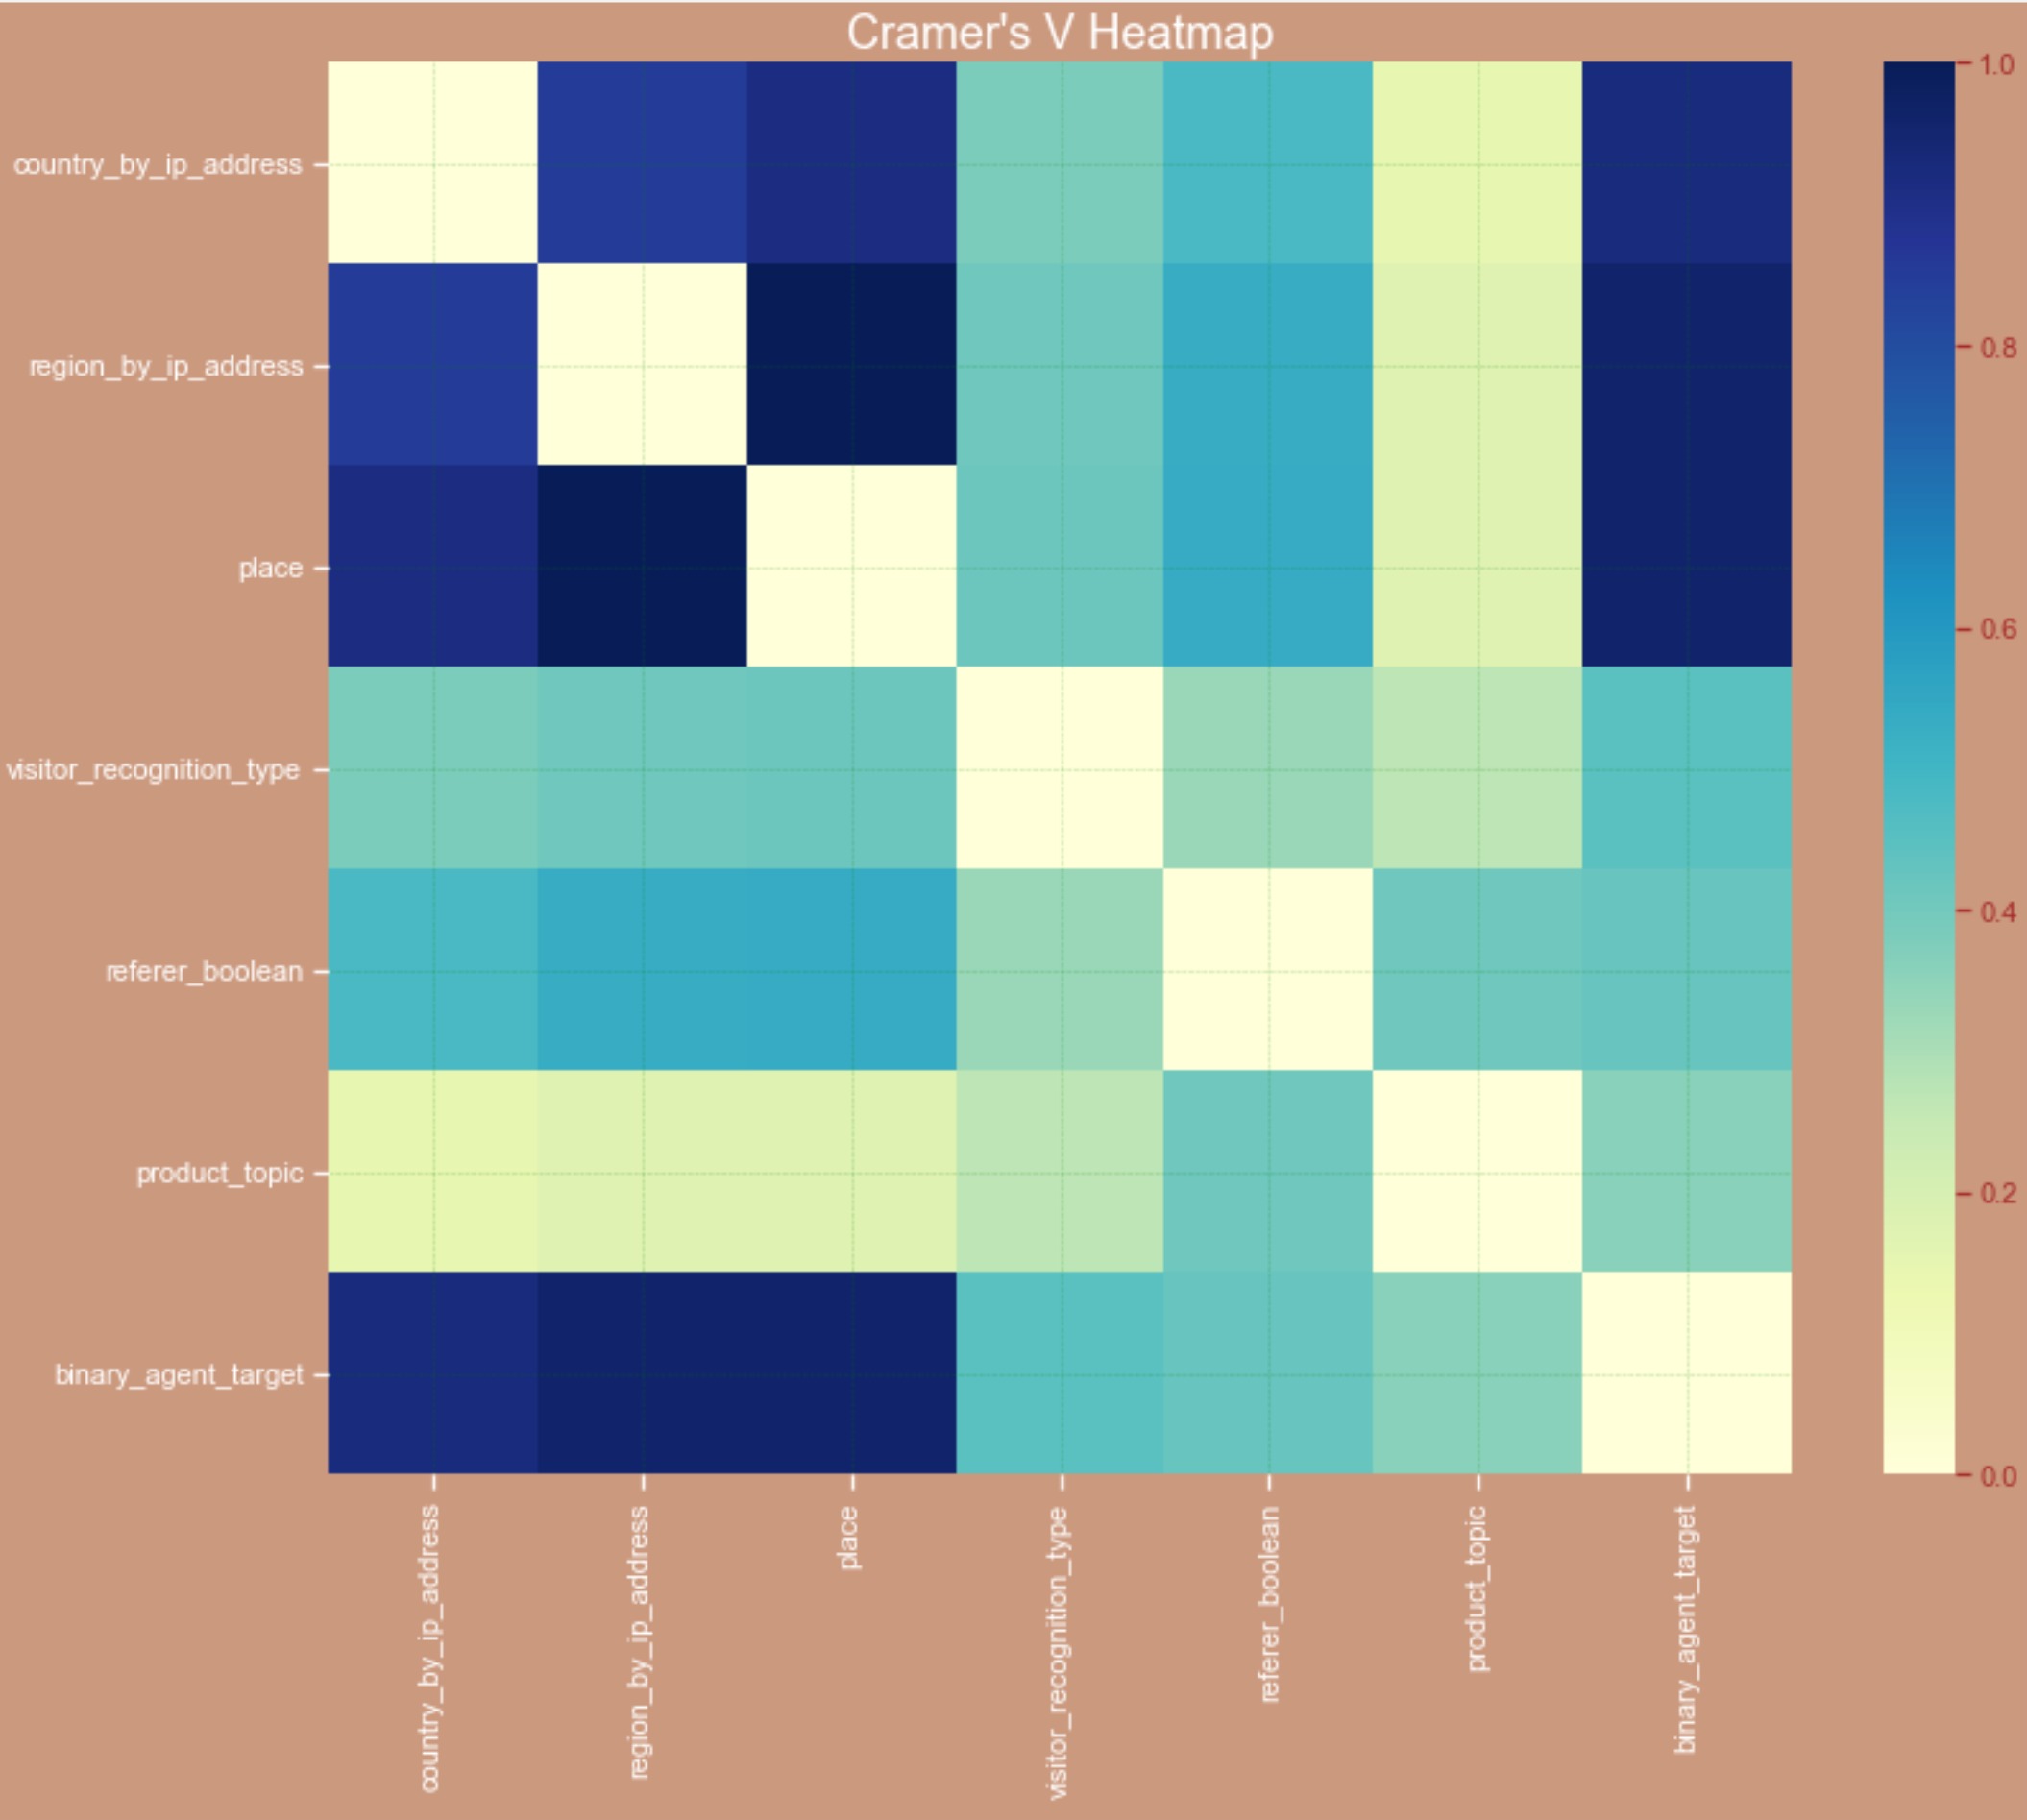 Cramer's V Heatmap
country_by_ip_address
region_by_ip_address
place
visitor_recognition_type
referer_boolean
product_topic
binary_agent_target
country_by_ip_address
region_by_ip_address
place
visitor_recognition_type
referer_boolean
product_topic
binary_agent_target
1.0
0.8
0.6
0.4
0.2
0.0